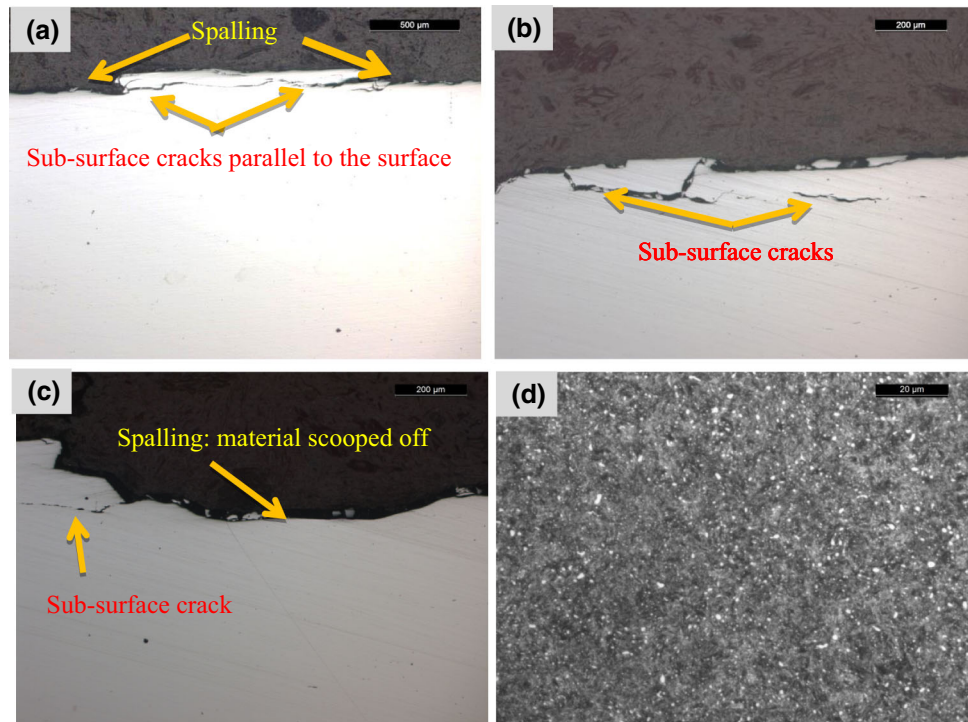 (a)
500 µm
Spalling
Sub-surface cracks parallel to the surface
(b)
200 µm
Sub-surface cracks
(c)
200 µm
Spalling: material scooped off
Sub-surface crack
(d)
20 µm